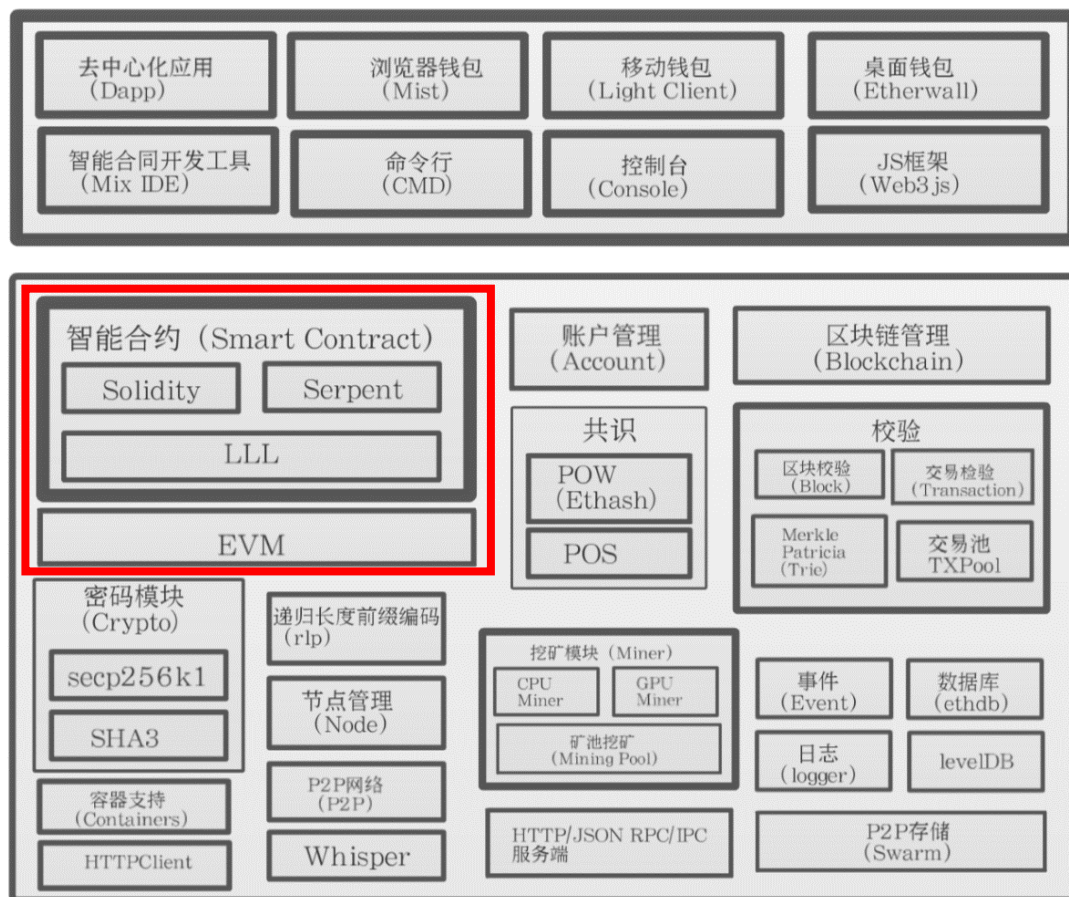 去中心化应用
(Dapp)
浏览器钱包
(Mist)
移动钱包
(Light Client)
桌面钱包
(Etherwall)
智能合同开发工具
(Mix IDE)
命令行
(CMD)
控制台
(Console)
JS框架
(Web3js)
智能合约（Smart Contract）
Solidity
Serpent
LLL
EVM
账户管理
(Account)
区块链管理
(Blockchain)
共识
POW
(Ethash)
POS
校验
区块校验
(Block)
交易检验
(Transaction)
Merkle
Patricia
(Trie)
交易池
TXPool
密码模块
(Crypto)
secp256k1
SHA3
递归长度前缀编码
(rlp)
节点管理
(Node)
P2P网络
(P2P)
Whisper
容器支持
(Containers)
HTTPClient
挖矿模块（Miner）
CPU
Miner
GPU
Miner
矿池挖矿
(Mining Pool)
HTTP/JSON RPC/IPC
服务端
事件
(Event)
数据库
(ethdb)
日志
(logger)
levelDB
P2P存储
(Swarm)